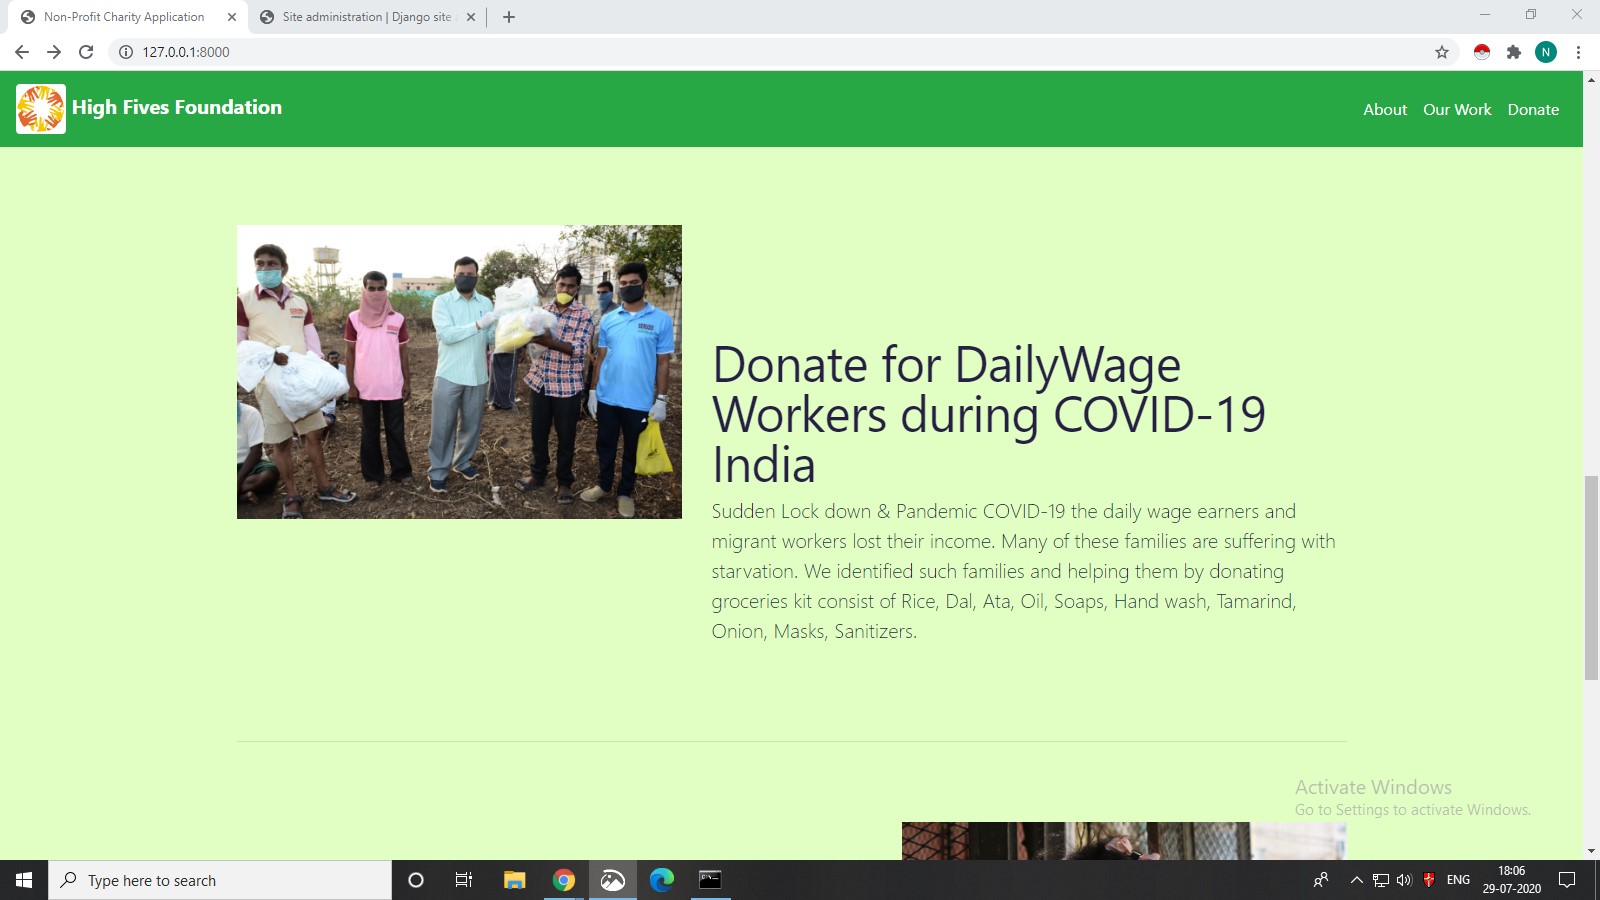 Non-Profit Charity Application
Site administration | Django site
127.0.0.1:8000
N
High Fives Foundation
About
Our Work
Donate
Donate for DailyWage
Workers during COVID-19
India
Sudden Lock down & Pandemic COVID-19 the daily wage earners and
migrant workers lost their income. Many of these families are suffering with
starvation. We identified such families and helping them by donating
groceries kit consist of Rice, Dal, Ata, Oil, Soaps, Hand wash, Tamarind,
Onion, Masks, Sanitizers.
Activate Windows
Go to Settings to activate Windows.
Type here to search
ENG
18:06
29-07-2020